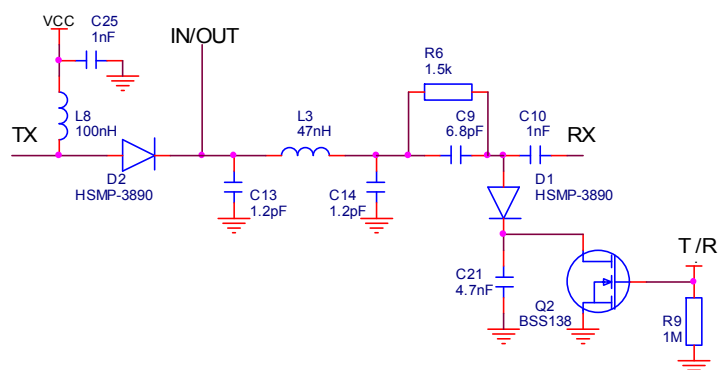 VCC
C25
1nF
IN/OUT
R6
1.5k
L8
100nH
TX
L3
47nH
C9
6.8pF
C10
1nF
RX
D2
HSMP-3890
D1
HSMP-3890
C13
1.2pF
C14
1.2pF
T/R
C21
4.7nF
Q2
BSS138
R9
1M